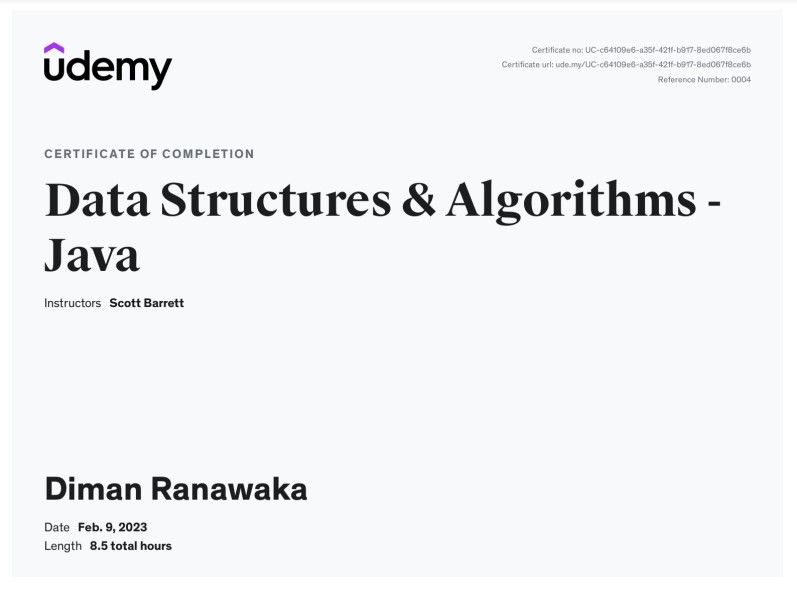 udemy
Certificate no: UC-c64109e6-a35f-421f-b917-8ed067f8ce6b
Certificate url: ude.my/UC-c64109e6-a35f-421f-b917-8ed067f8ce6b
Reference Number: 0004
CERTIFICATE OF COMPLETION
Data Structures & Algorithms -
Java
Instructors Scott Barrett
Diman Ranawaka
Date Feb. 9, 2023
Length 8.5 total hours